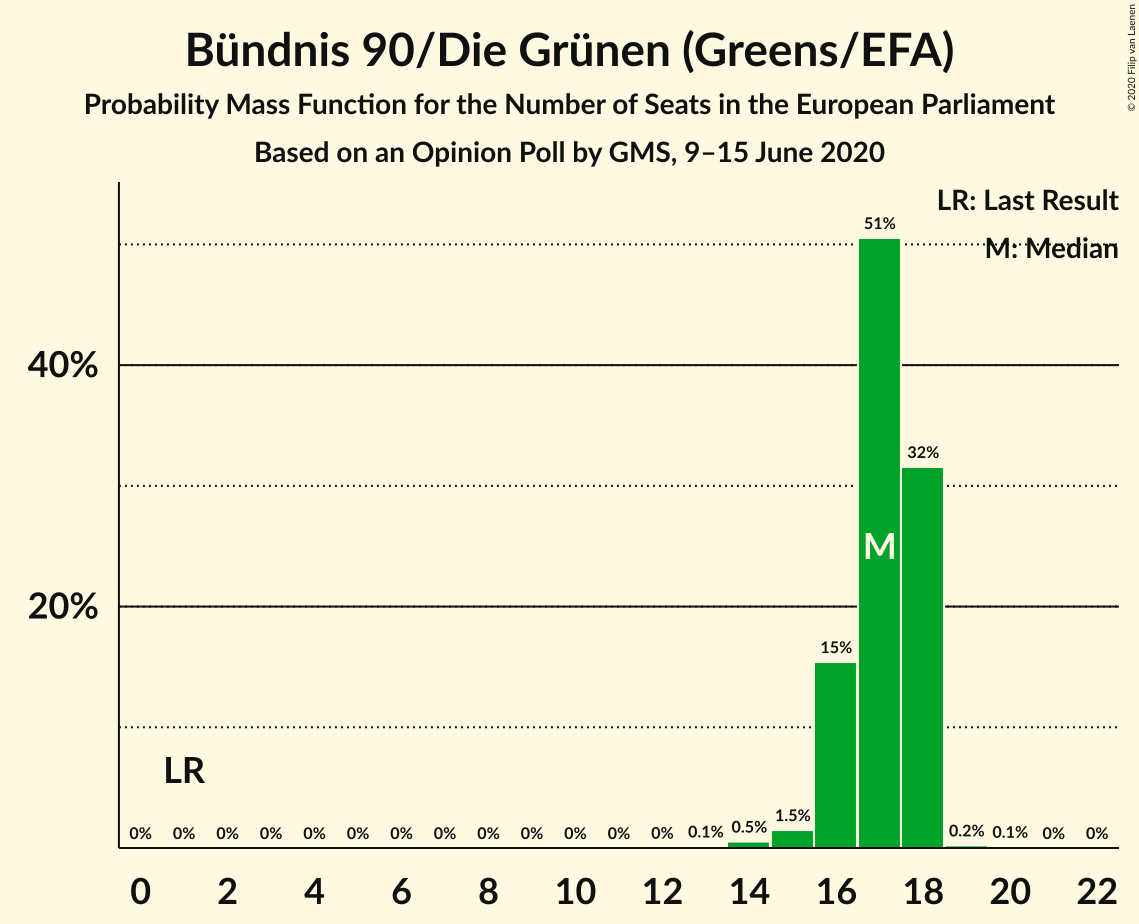 Bündnis 90/Die Grünen (Greens/EFA)
Probability Mass Function for the Number of Seats in the European Parliament
Based on an Opinion Poll by GMS, 9–15 June 2020
© 2020 Filip van Laenen
LR: Last Result
M: Median
51%
40%
32%
M
20%
15%
LR
0% 0% 0% 0% 0% 0% 0% 0% 0% 0% 0% 0% 0% 0.1% 0.5% 1.5% 0.2% 0.1% 0% 0%
0 2 4 6 8 10 12 14 16 18 20 22